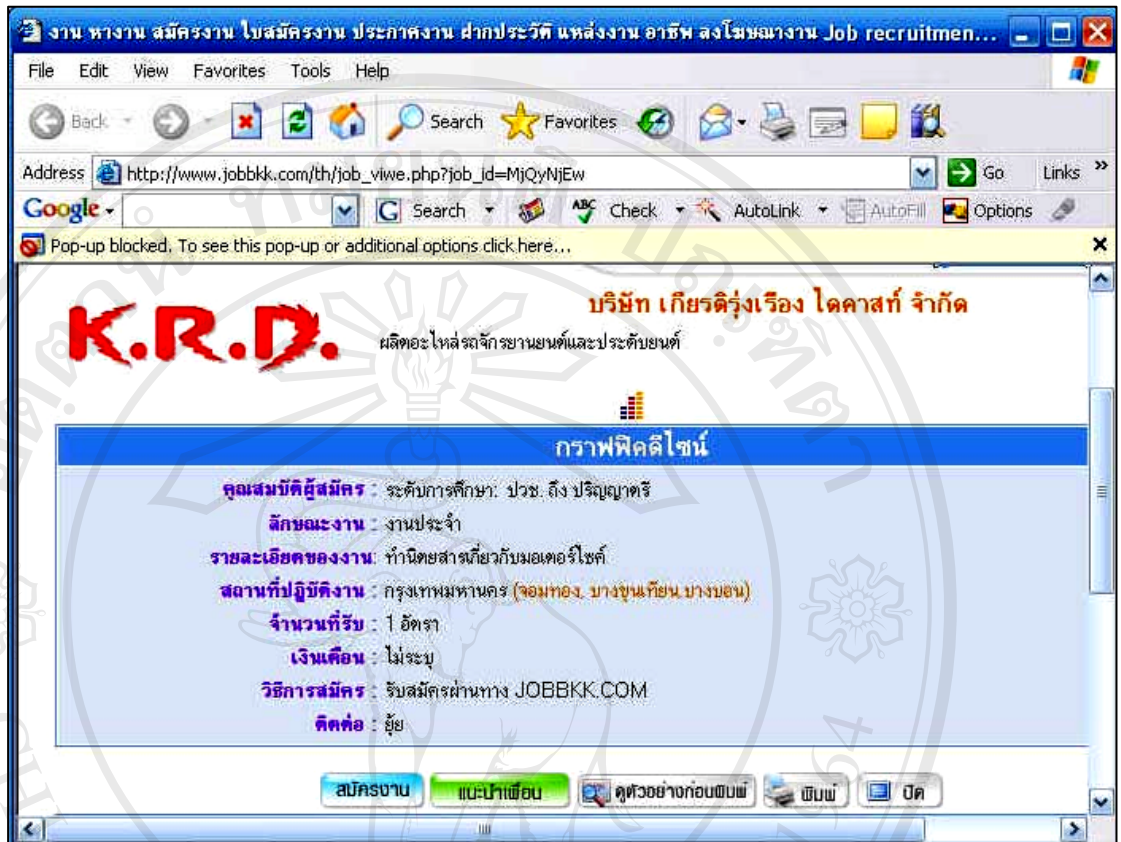 งาน หางาน สมัครงาน ใบสมัครงาน ประกาศงาน ฝากประวัติ แหล่งงาน อาชีพ ลงโฆษณางาน Job recruitmen...
File Edit View Favorites Tools Help
Back Search Favorites
Address http://www.jobbkk.com/th/job_viwe.php?job_id=MjQyNjEw Go Links »
Google Search ABC Check AutoLink AutoFill Options
Pop-up blocked. To see this pop-up or additional options click here...
K.R.D.
บริษัท เกียรติรุ่งเรือง ไดคาสท์ จำกัด
ผลิตอะไหล่รถจักรยานยนต์และประดับยนต์
กราฟฟิคดีไซน์
คุณสมบัติผู้สมัคร : ระดับการศึกษา: ปวช. ถึง ปริญญาตรี
ลักษณะงาน : งานประจำ
รายละเอียดของงาน: ทำนิตยสารเกี่ยวกับมอเตอร์ไซค์
สถานที่ปฏิบัติงาน : กรุงเทพมหานคร (จอมทอง, บางขุนเทียน,บางบอน)
จำนวนที่รับ : 1 อัตรา
เงินเดือน : ไม่ระบุ
วิธีการสมัคร : รับสมัครผ่านทาง JOBBKK.COM
ติดต่อ : ยุ้ย
สมัครงาน แนะนำเพื่อน ดูตัวอย่างก่อนพิมพ์ พิมพ์ ปิด